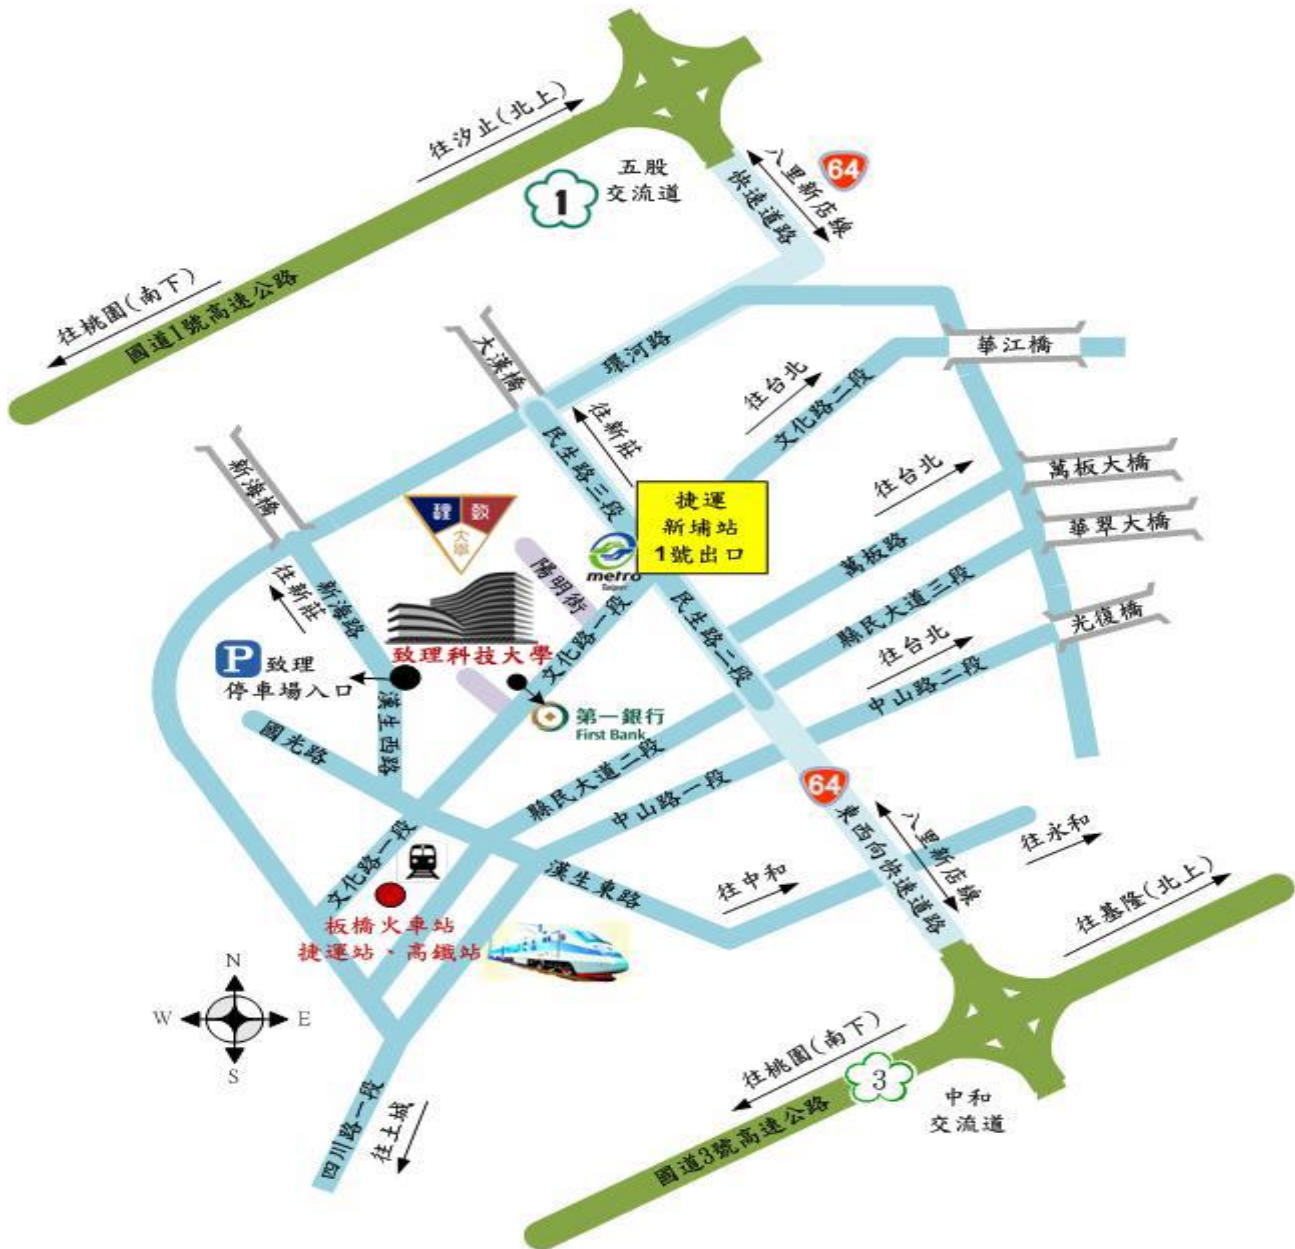 往汐止(北上)
五股
交流道
1
64
八里新店線
快速道路
往桃園(南下)
國道1號高速公路
大漢橋
環河路
往新莊
民生路三段
往台北
文化路二段
華江橋
新海橋
致理
大學
捷運
新埔站
1號出口
往台北
萬板大橋
華翠大橋
萬板路
metro
Taipei
陽明街
往新莊
新海路
民生路二段
縣民大道三段
光復橋
往台北
中山路二段
致理科技大學
文化路一段
P
致理
停車場入口
漢生西路
第一銀行
First Bank
國光路
縣民大道二段
中山路一段
64
東西向快速道路
八里新店線
往永和
文化路一段
漢生東路
往中和
板橋火車站
捷運站、高鐵站
往基隆(北上)
N
W
E
S
往桃園(南下)
3
中和
交流道
國道3號高速公路
四川路一段
往土城